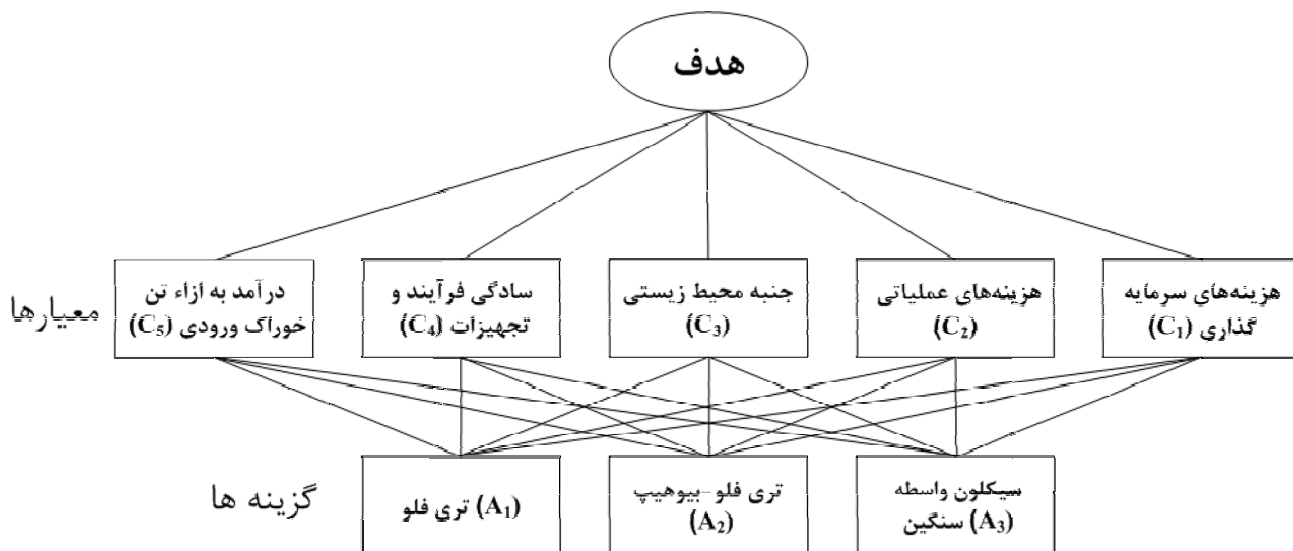 هدف
هزینه‌های سرمایه
گذاری (C₁)
هزینه‌های عملیاتی
(C₂)
جنبه محیط زیستی
(C₃)
سادگی فرآیند و
تجهیزات (C₄)
درآمد به ازاء تن
خوراک ورودی (C₅)
معیارها
سیکلون واسطه
سنگین (A₃)
تری فلو -بیوهیپ
(A₂)
تری فلو (A₁)
گزینه ها